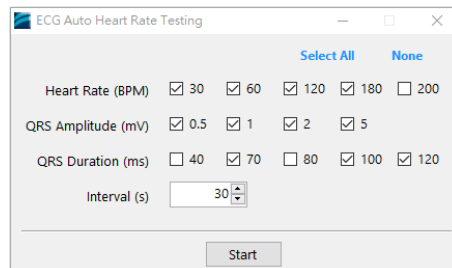 ECG Auto Heart Rate Testing
Select All None
Heart Rate (BPM) 30 60 120 180 200
QRS Amplitude (mV) 0.5 1 2 5
QRS Duration (ms) 40 70 80 100 120
Interval (s) 30
Start